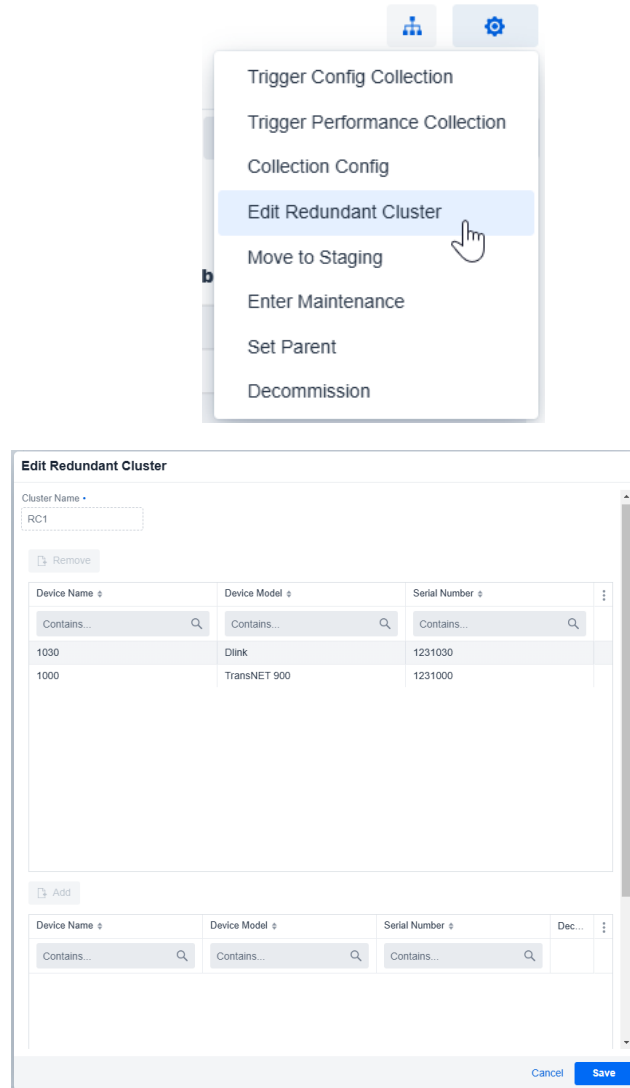 Trigger Config Collection
Trigger Performance Collection
Collection Config
Edit Redundant Cluster
Move to Staging
b
Enter Maintenance
Set Parent
Decommission
Edit Redundant Cluster
Cluster Name •
RC1
Remove
Device Name Device Model Serial Number
Contains... Contains... Contains...
1030 Dlink 1231030
1000 TransNET 900 1231000
Add
Device Name Device Model Serial Number Dec...
Contains... Contains... Contains...
Cancel Save